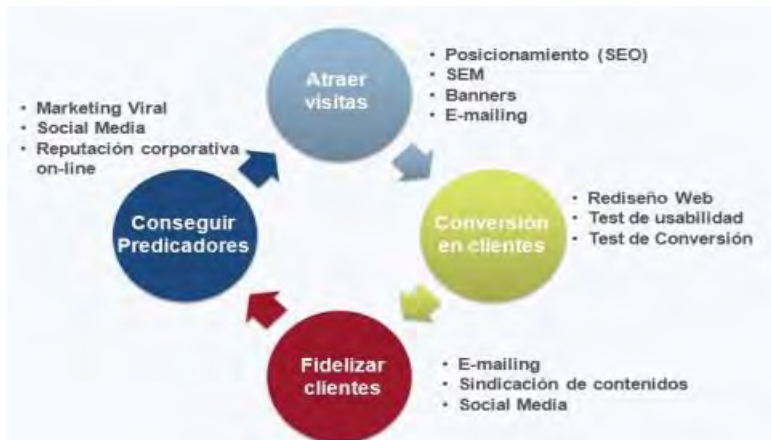 Atraer
visitas
• Posicionamiento (SEO)
• SEM
• Banners
• E-mailing
Conversión
en clientes
• Rediseño Web
• Test de usabilidad
• Test de Conversión
Fidelizar
clientes
• E-mailing
• Sindicación de contenidos
• Social Media
Conseguir
Predicadores
• Marketing Viral
• Social Media
• Reputación corporativa
on-line